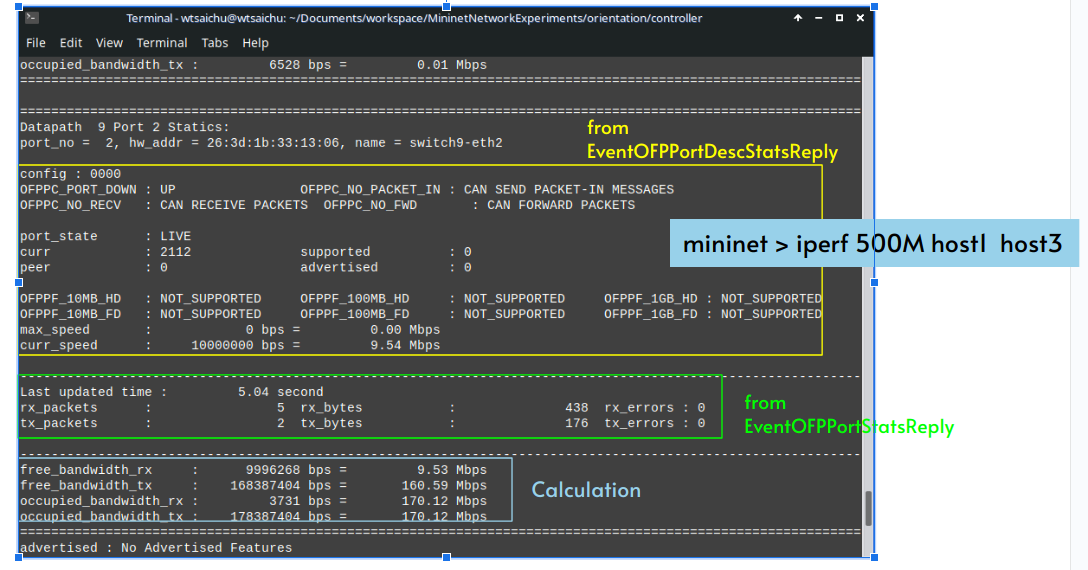 Terminal - wtsaichu@wtsaichu: ~/Documents/workspace/MininetNetworkExperiments/orientation/controller
File Edit View Terminal Tabs Help
occupied_bandwidth_tx : 6528 bps = 0.01 Mbps
================================================================================
================================================================================
Datapath 9 Port 2 Statics:
port_no = 2, hw_addr = 26:3d:1b:33:13:06, name = switch9-eth2
from
EventOFPPortDescStatsReply
config : 0000
OFPPC_PORT_DOWN : UP OFPPC_NO_PACKET_IN : CAN SEND PACKET-IN MESSAGES
OFPPC_NO_RECV : CAN RECEIVE PACKETS OFPPC_NO_FWD : CAN FORWARD PACKETS
port_state : LIVE
curr : 2112 supported : 0
peer : 0 advertised : 0
mininet > iperf 500M host1 host3
OFPPF_10MB_HD : NOT_SUPPORTED OFPPF_100MB_HD : NOT_SUPPORTED OFPPF_1GB_HD : NOT_SUPPORTED
OFPPF_10MB_FD : NOT_SUPPORTED OFPPF_100MB_FD : NOT_SUPPORTED OFPPF_1GB_FD : NOT_SUPPORTED
max_speed : 0 bps = 0.00 Mbps
curr_speed : 10000000 bps = 9.54 Mbps
--------------------------------------------------------------------------------
Last updated time : 5.04 second
rx_packets : 5 rx_bytes : 438 rx_errors : 0
tx_packets : 2 tx_bytes : 176 tx_errors : 0
from
EventOFPPortStatsReply
--------------------------------------------------------------------------------
free_bandwidth_rx : 9996268 bps = 9.53 Mbps
free_bandwidth_tx : 168387404 bps = 160.59 Mbps
occupied_bandwidth_rx : 3731 bps = 170.12 Mbps
occupied_bandwidth_tx : 178387404 bps = 170.12 Mbps
Calculation
================================================================================
advertised : No Advertised Features